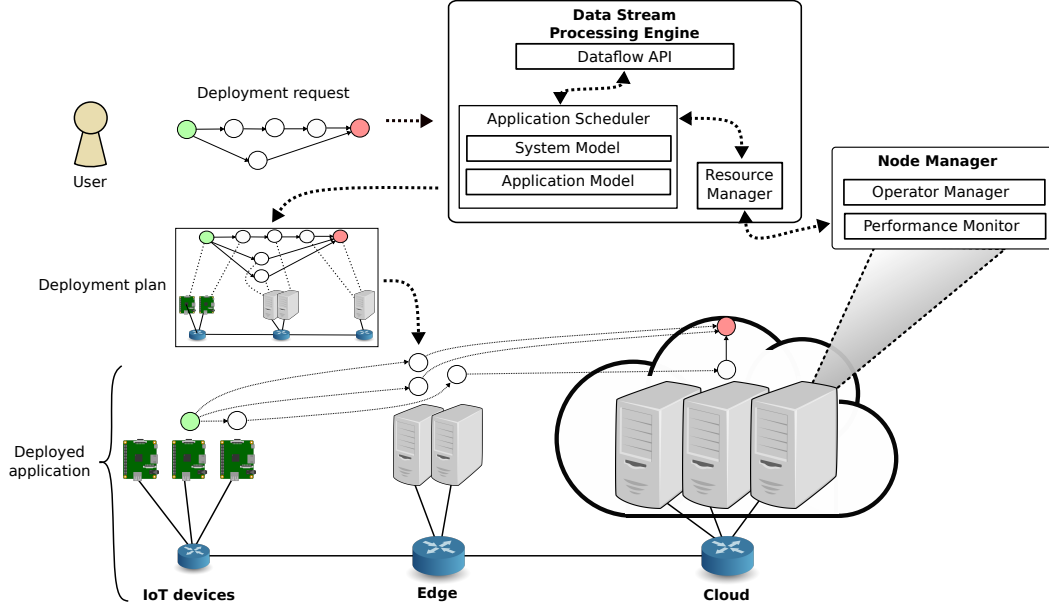 Data Stream
Processing Engine
Dataflow API
Deployment request
Application Scheduler
System Model
Application Model
Resource
Manager
User
Node Manager
Operator Manager
Performance Monitor
Deployment plan
Deployed
application
IoT devices
Edge
Cloud